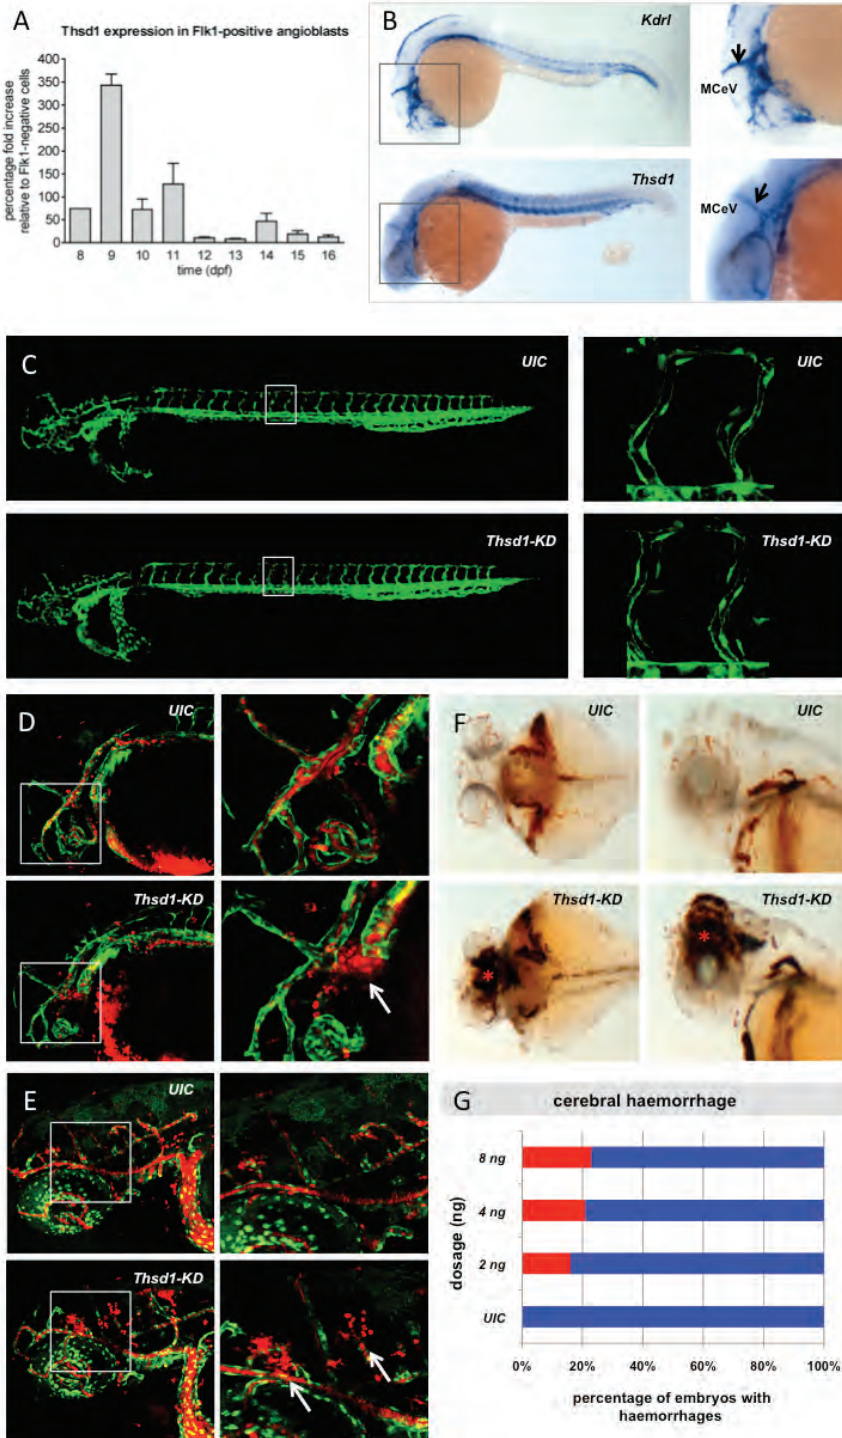 A
Thsd1 expression in Flk1-positive angioblasts
percentage fold increase
relative to Flk1-negative cells
400
350
300
250
200
150
100
50
0
8 9 10 11 12 13 14 15 16
time (dpf)
B
Kdrl
MCeV
Thsd1
MCeV
C
UIC
UIC
Thsd1-KD
Thsd1-KD
D
UIC
Thsd1-KD
F
UIC
UIC
Thsd1-KD
Thsd1-KD
*
*
E
UIC
Thsd1-KD
G
cerebral haemorrhage
dosage (ng)
8 ng
4 ng
2 ng
UIC
0% 20% 40% 60% 80% 100%
percentage of embryos with
haemorrhages